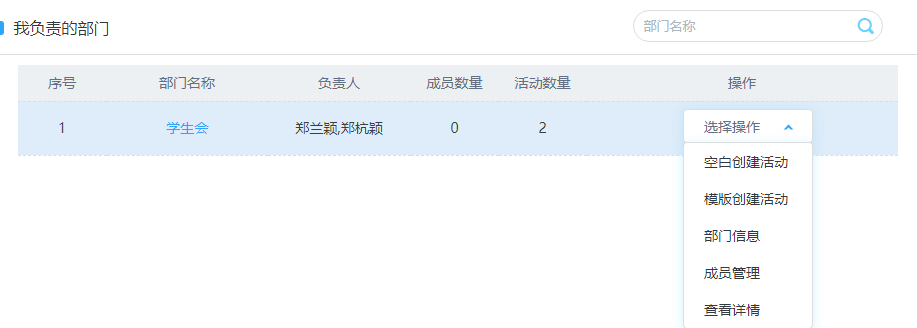 我负责的部门
部门名称
序号 部门名称 负责人 成员数量 活动数量 操作
1 学生会 郑兰颖,郑杭颖 0 2 选择操作
空白创建活动
模版创建活动
部门信息
成员管理
查看详情